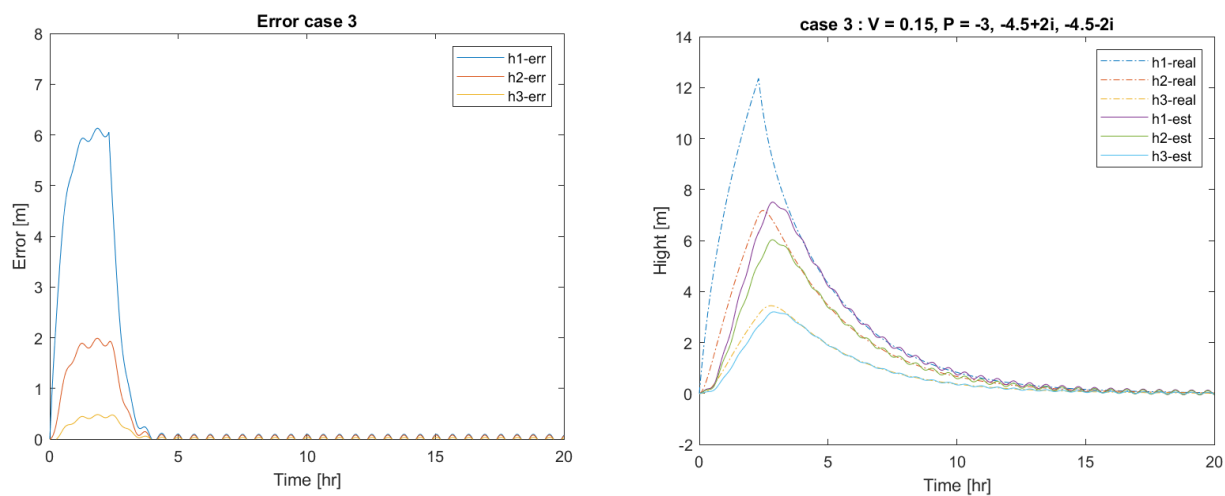 Error case 3
8
7
6
5
4
3
2
1
0
Error [m]
0 5 10 15 20
Time [hr]
h1-err
h2-err
h3-err
case 3 : V = 0.15, P = -3, -4.5+2i, -4.5-2i
14
12
10
8
6
4
2
0
-2
Hight [m]
0 5 10 15 20
Time [hr]
h1-real
h2-real
h3-real
h1-est
h2-est
h3-est